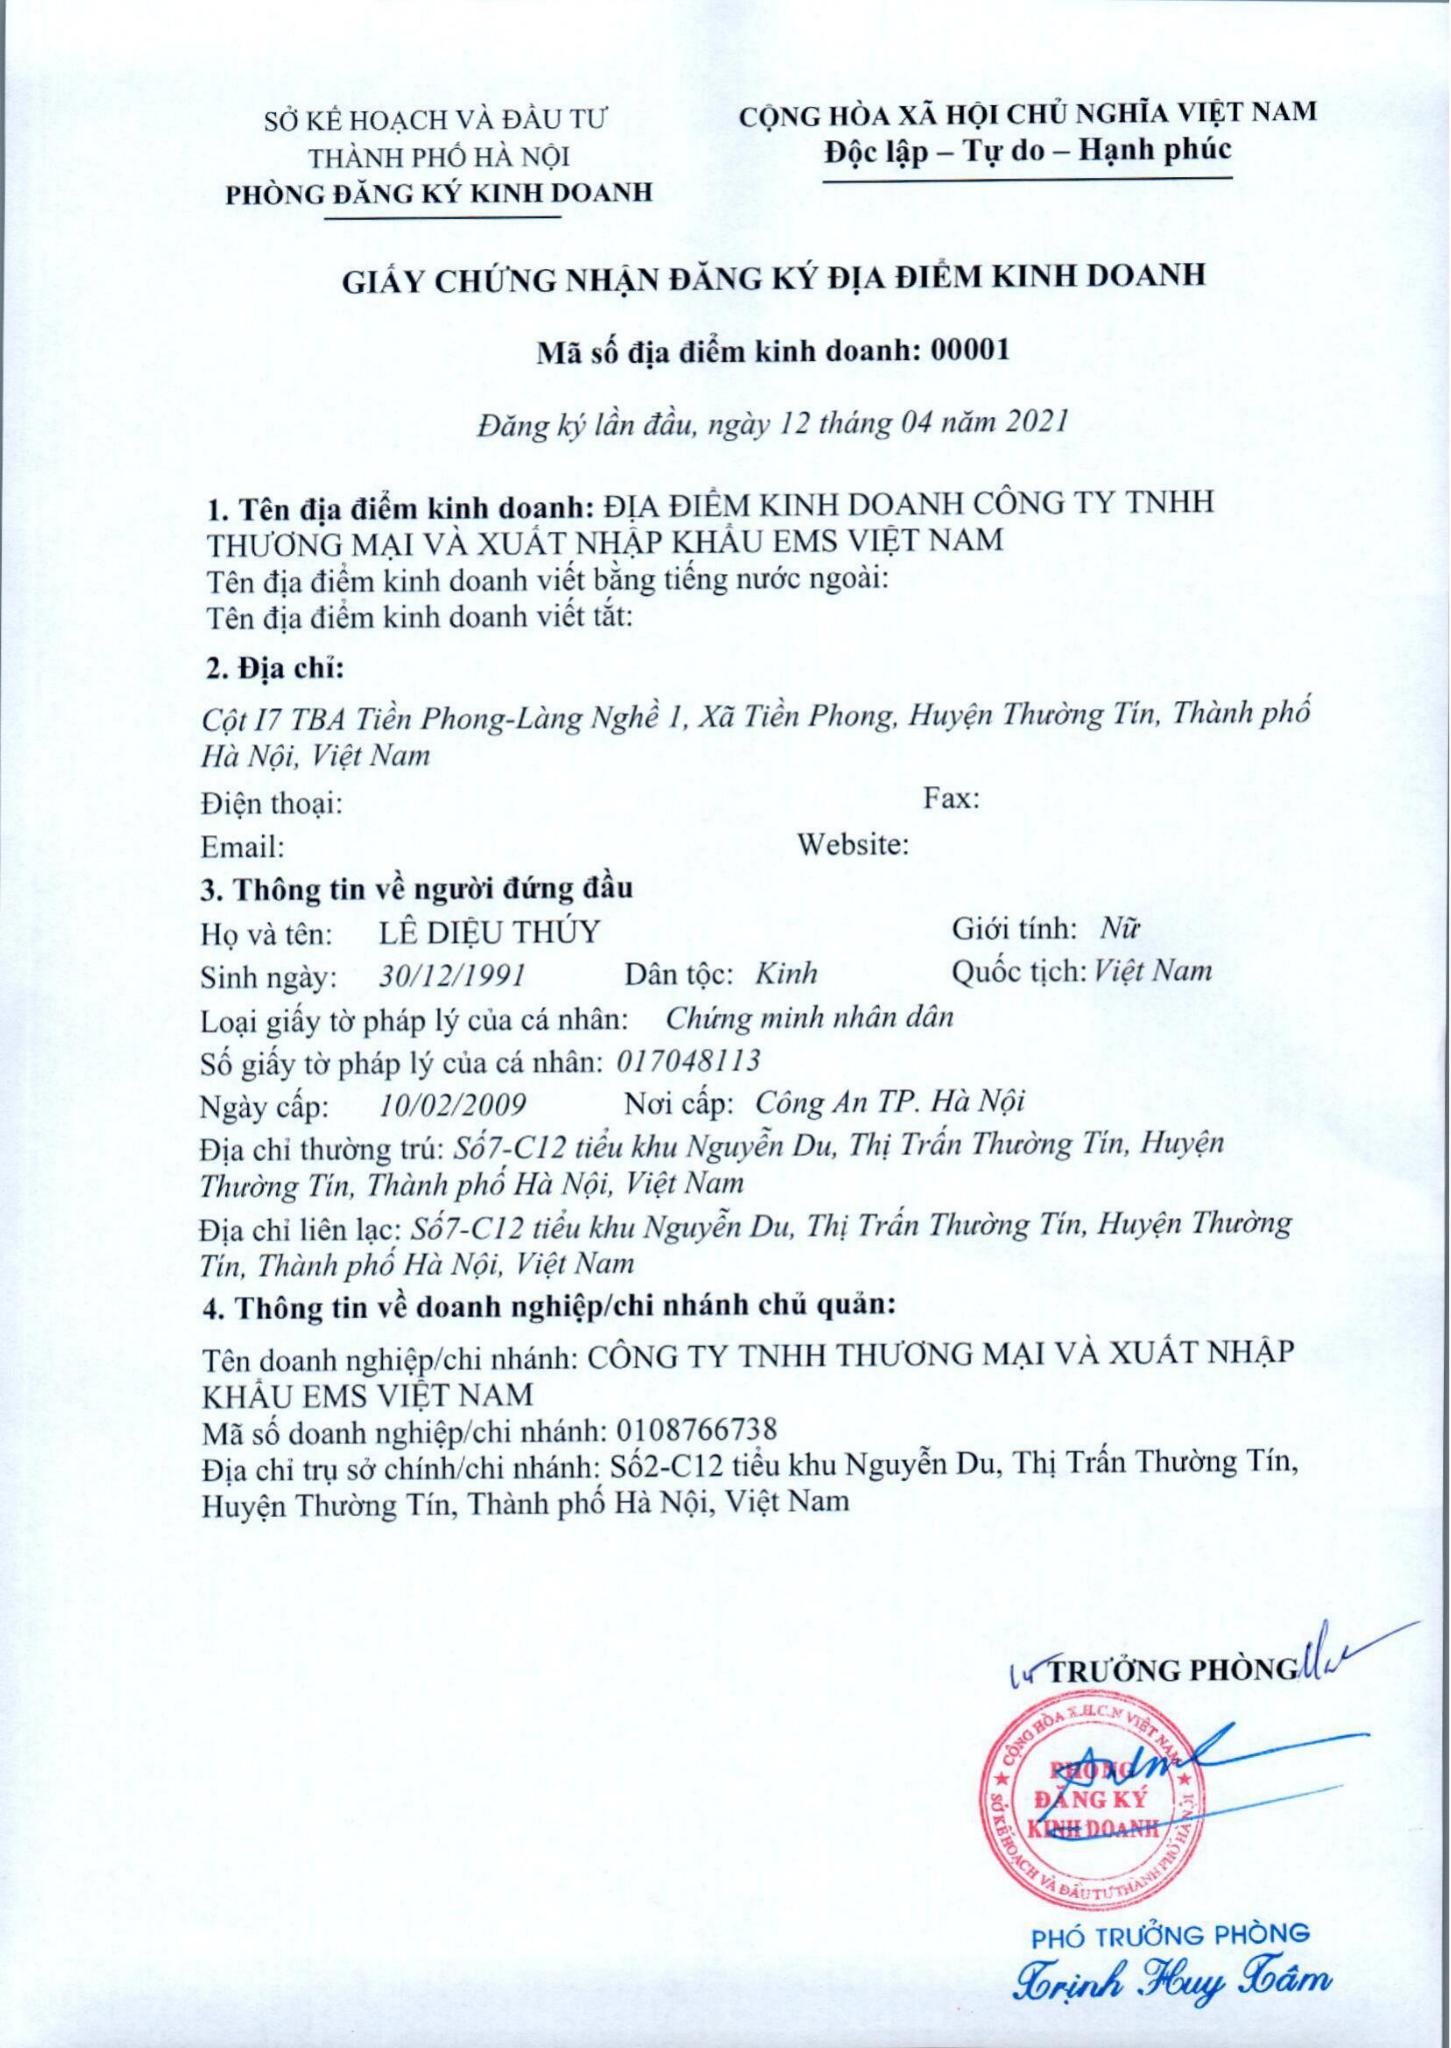 SỞ KẾ HOẠCH VÀ ĐẦU TƯ
THÀNH PHỐ HÀ NỘI
PHÒNG ĐĂNG KÝ KINH DOANH
CỘNG HÒA XÃ HỘI CHỦ NGHĨA VIỆT NAM
Độc lập – Tự do – Hạnh phúc
GIẤY CHỨNG NHẬN ĐĂNG KÝ ĐỊA ĐIỂM KINH DOANH
Mã số địa điểm kinh doanh: 00001
Đăng ký lần đầu, ngày 12 tháng 04 năm 2021
1. Tên địa điểm kinh doanh: ĐỊA ĐIỂM KINH DOANH CÔNG TY TNHH
THƯƠNG MẠI VÀ XUẤT NHẬP KHẨU EMS VIỆT NAM
Tên địa điểm kinh doanh viết bằng tiếng nước ngoài:
Tên địa điểm kinh doanh viết tắt:
2. Địa chỉ:
Cột I7 TBA Tiền Phong-Làng Nghề 1, Xã Tiền Phong, Huyện Thường Tín, Thành phố
Hà Nội, Việt Nam
Điện thoại: Fax:
Email: Website:
3. Thông tin về người đứng đầu
Họ và tên: LÊ DIỆU THÚY Giới tính: Nữ
Sinh ngày: 30/12/1991 Dân tộc: Kinh Quốc tịch: Việt Nam
Loại giấy tờ pháp lý của cá nhân: Chứng minh nhân dân
Số giấy tờ pháp lý của cá nhân: 017048113
Ngày cấp: 10/02/2009 Nơi cấp: Công An TP. Hà Nội
Địa chỉ thường trú: Số7-C12 tiểu khu Nguyễn Du, Thị Trấn Thường Tín, Huyện
Thường Tín, Thành phố Hà Nội, Việt Nam
Địa chỉ liên lạc: Số7-C12 tiểu khu Nguyễn Du, Thị Trấn Thường Tín, Huyện Thường
Tín, Thành phố Hà Nội, Việt Nam
4. Thông tin về doanh nghiệp/chi nhánh chủ quản:
Tên doanh nghiệp/chi nhánh: CÔNG TY TNHH THƯƠNG MẠI VÀ XUẤT NHẬP
KHẨU EMS VIỆT NAM
Mã số doanh nghiệp/chi nhánh: 0108766738
Địa chỉ trụ sở chính/chi nhánh: Số2-C12 tiểu khu Nguyễn Du, Thị Trấn Thường Tín,
Huyện Thường Tín, Thành phố Hà Nội, Việt Nam
TRƯỞNG PHÒNG
CỘNG HÒA X.H.C.N VIỆT NAM
PHÒNG
ĐĂNG KÝ
KINH DOANH
SỞ KẾ HOẠCH VÀ ĐẦU TƯ THÀNH PHỐ HÀ NỘI
PHÓ TRƯỞNG PHÒNG
Trịnh Huy Tâm